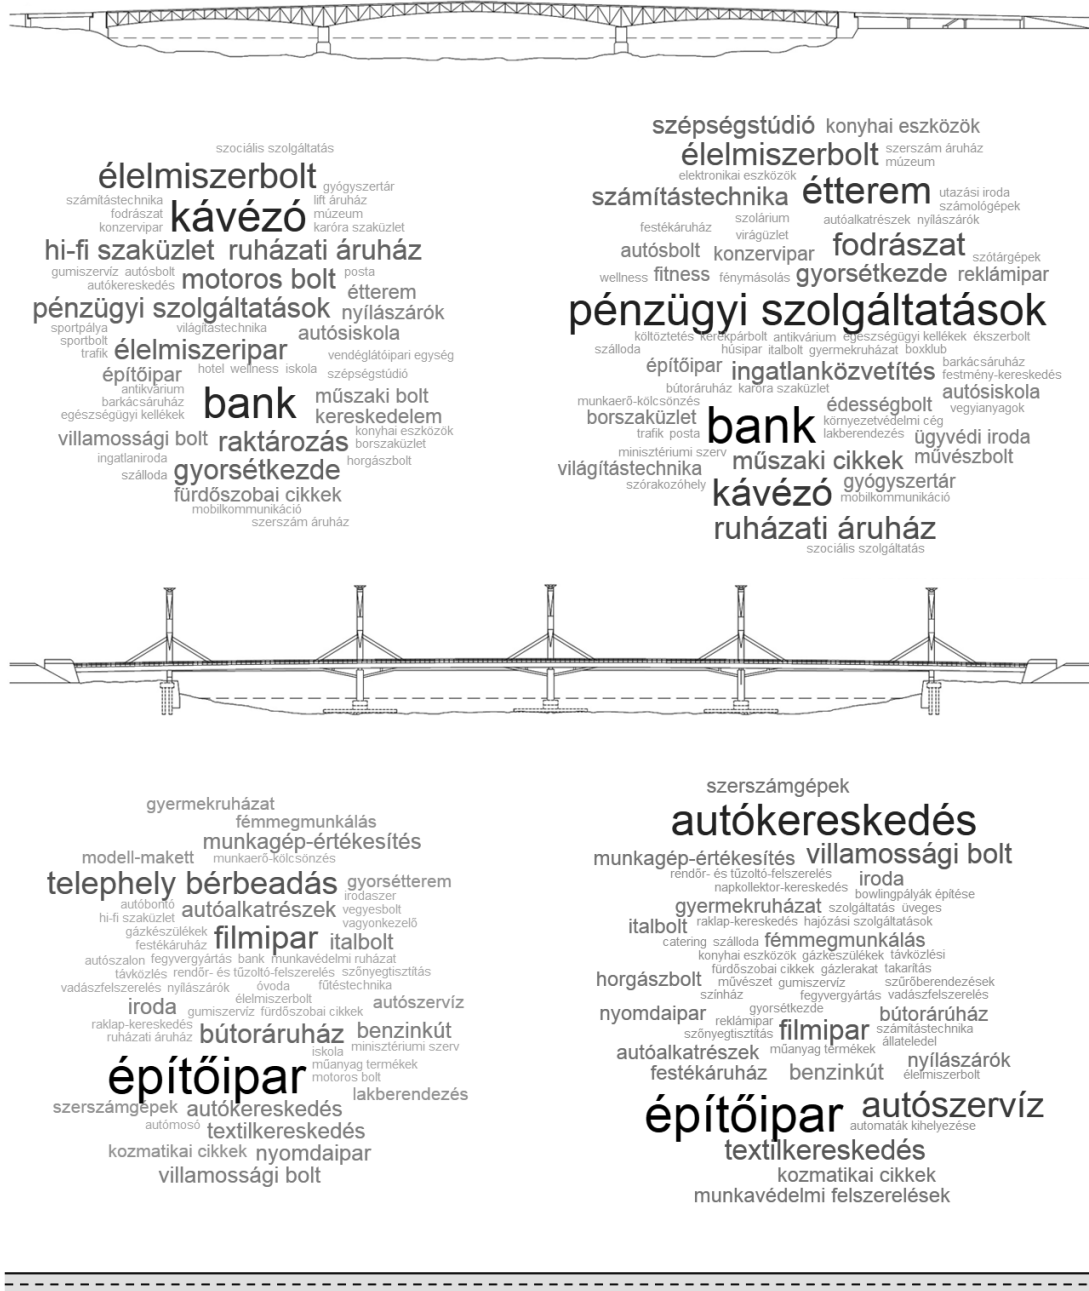 szociális szolgáltatás
élelmiszerbolt gyógyszertár
számítástechnika lift áruház
fodrászat kávézó múzeum
konzervipar karóra szaküzlet
hi-fi szaküzlet ruházati áruház
gumiszervíz autósbolt motoros bolt posta
autókereskedés étterem
pénzügyi szolgáltatások nyílászárók
sportpálya világítástechnika autósiskola
sportbolt
trafik élelmiszeripar vendéglátóipari egység
építőipar hotel wellness iskola szépségstúdió
antikvárium bank műszaki bolt
barkácsáruház kereskedelem
egészségügyi kellékek
villamossági bolt raktározás konyhai eszközök
borszaküzlet
ingatlaniroda gyorsétkezde horgászbolt
szálloda
fürdőszobai cikkek
mobilkommunikáció
szerszám áruház
szépségstúdió konyhai eszközök
élelmiszerbolt szerszám áruház
múzeum
elektronikai eszközök
számítástechnika étterem utazási iroda
számológépek
festékáruház szolárium autóalkatrészek nyílászárók
virágüzlet
autósbolt konzervipar fodrászat szótárgépek
wellness fitness fénymásolás gyorsétkezde reklámipar
pénzügyi szolgáltatások
költöztetés kerékpárbolt antikvárium egészségügyi kellékek ékszerbolt
szálloda húsipar italbolt gyermekruházat boxklub
építőipar ingatlanközvetítés barkácsáruház
festmény-kereskedés
bútoráruház karóra szaküzlet autósiskola
munkaerő-kölcsönzés édességbolt vegyianyagok
borszaküzlet bank környezetvédelmi cég
trafik posta lakberendezés ügyvédi iroda
minisztériumi szerv műszaki cikkek művészbolt
világítástechnika
szórakozóhely kávézó gyógyszertár
mobilkommunikáció
ruházati áruház
szociális szolgáltatás
gyermekruházat
fémmegmunkálás
munkagép-értékesítés
modell-makett munkaerő-kölcsönzés
telephely bérbeadás gyorsétterem
autóbontó irodaszer
hi-fi szaküzlet autóalkatrészek vegyesbolt
gázkészülékek filmipar vagyonkezelő
festékáruház italbolt
autószalon fegyvergyártás bank munkavédelmi ruházat
távközlés rendőr- és tűzoltó-felszerelés szőnyegtisztítás
vadászfelszerelés nyílászárók óvoda fűtéstechnika
iroda élelmiszerbolt autószervíz
gumiszervíz fürdőszobai cikkek
raklap-kereskedés bútoráruház benzinkút
ruházati áruház
iskola minisztériumi szerv
építőipar műanyag termékek
motoros bolt
lakberendezés
szerszámgépek autókereskedés
autómosó textilkereskedés
kozmatikai cikkek nyomdaipar
villamossági bolt
szerszámgépek
autókereskedés
munkagép-értékesítés villamossági bolt
rendőr- és tűzoltó-felszerelés iroda
napkollektor-kereskedés bowlingpályák építése
gyermekruházat szolgáltatás üveges
italbolt raklap-kereskedés hajózási szolgáltatások
catering szálloda fémmegmunkálás
konyhai eszközök gázkészülékek távközlési
fürdőszobai cikkek gázlerakat takarítás
horgászbolt művészet gumiszervíz szűrőberendezések
színház fegyvergyártás vadászfelszerelés
nyomdaipar gyorsétkezde bútorárúház
reklámipar filmipar számítástechnika
szőnyegtisztítás állateledel
autóalkatrészek műanyag termékek nyílászárók
festékáruház benzinkút élelmiszerbolt
építőipar autószervíz
automaták kihelyezése
textilkereskedés
kozmatikai cikkek
munkavédelmi felszerelések